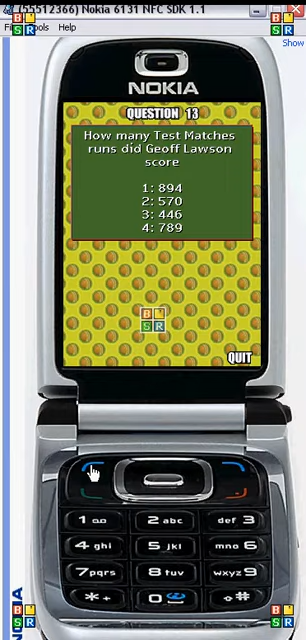 (55512366) Nokia 6131 NFC SDK 1.1
Tools Help
Show
NOKIA
QUESTION 13
How many Test Matches
runs did Geoff Lawson
score
1: 894
2: 570
3: 446
4: 789
B
S R
QUIT
1 2 abc def 3
4 ghi 5 jkl mno 6
7pqrs 8 tuv wxyz 9
* + 0 #
B
S R
B
S R
B
S R
B
S R